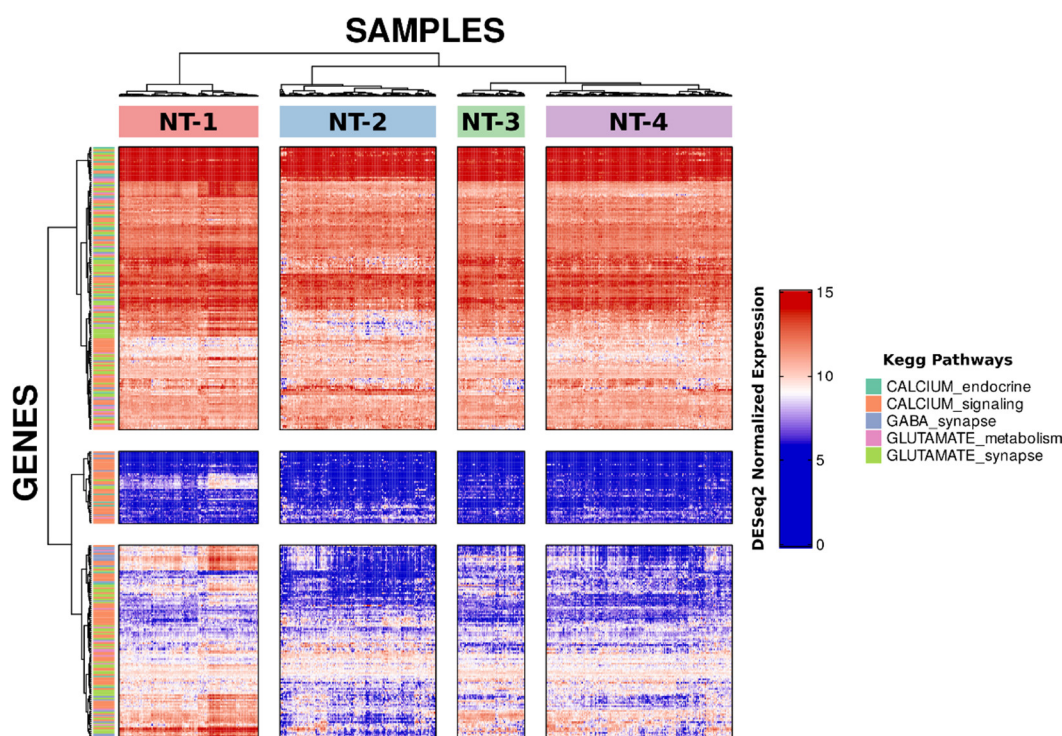 SAMPLES
NT-1
NT-2
NT-3
NT-4
GENES
DESeq2 Normalized Expression
15
10
5
0
Kegg Pathways
CALCIUM_endocrine
CALCIUM_signaling
GABA_synapse
GLUTAMATE_metabolism
GLUTAMATE_synapse